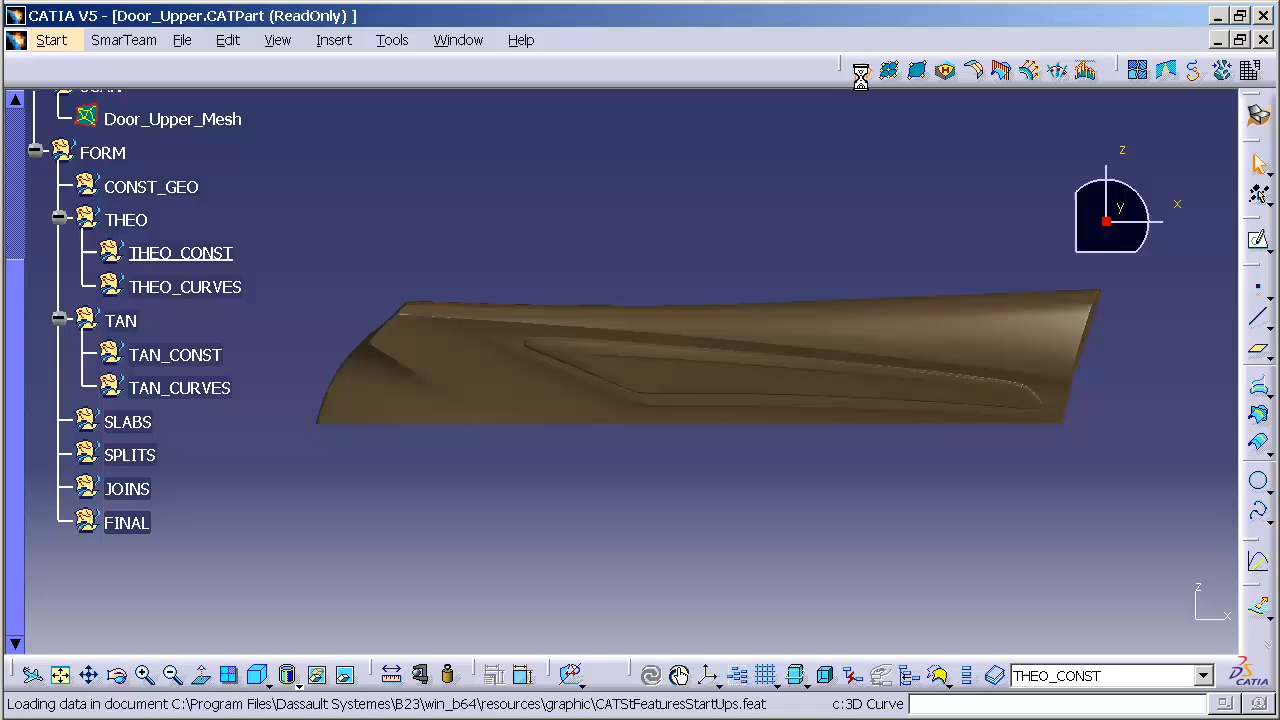 CATIA V5 - [Door_Upper.CATPart (ReadOnly) ]
Start SmarTeam File Edit View Insert Tools Window Help
Door_Upper_Mesh
FORM
CONST_GEO
THEO
THEO_CONST
THEO_CURVES
TAN
TAN_CONST
TAN_CURVES
SLABS
SPLITS
JOINS
FINAL
z
x
y
z
x
THEO_CONST
CATIA
Loading data in document C:\Program Files\Dassault Systemes\B23\win_b64\resources\graphic\CATStFeaturesStartUps.feat c:3D Curve